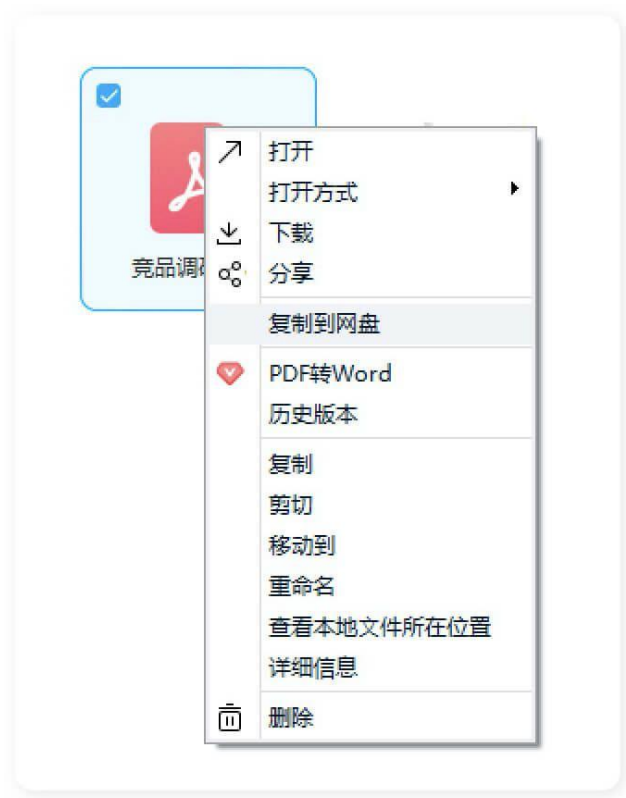 竞品调研
打开
打开方式
下载
分享
复制到网盘
PDF转Word
历史版本
复制
剪切
移动到
重命名
查看本地文件所在位置
详细信息
删除